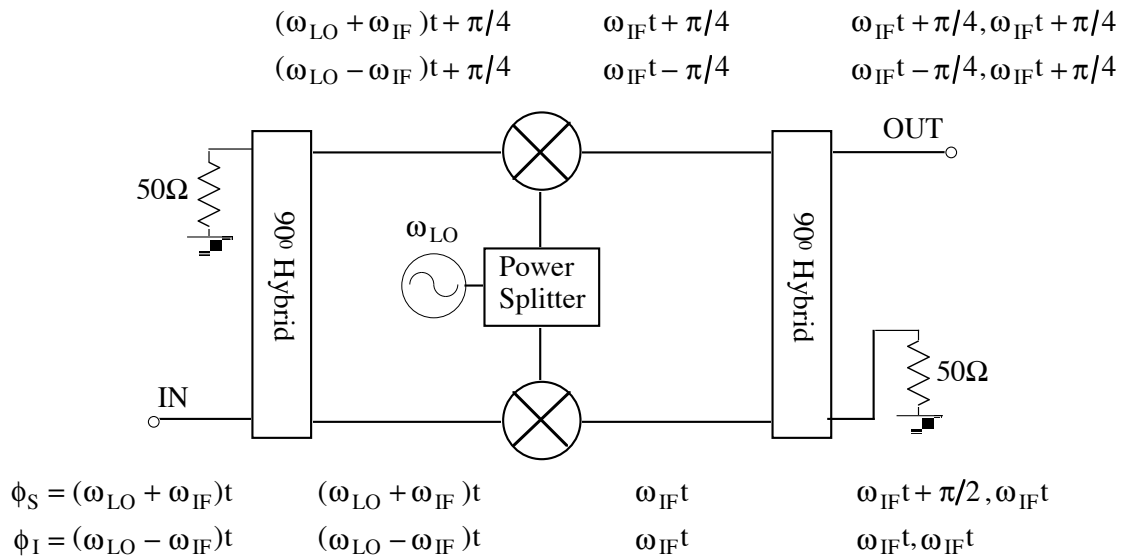 (ω_LO + ω_IF )t + π/4    ω_IF t + π/4    ω_IF t + π/4, ω_IF t + π/4
(ω_LO − ω_IF )t + π/4    ω_IF t − π/4    ω_IF t − π/4, ω_IF t + π/4
OUT
50Ω
90º Hybrid
ω_LO
Power
Splitter
90º Hybrid
50Ω
IN
ϕ_S = (ω_LO + ω_IF)t    (ω_LO + ω_IF )t    ω_IF t    ω_IF t + π/2 , ω_IF t
ϕ_I = (ω_LO − ω_IF)t    (ω_LO − ω_IF )t    ω_IF t    ω_IF t, ω_IF t